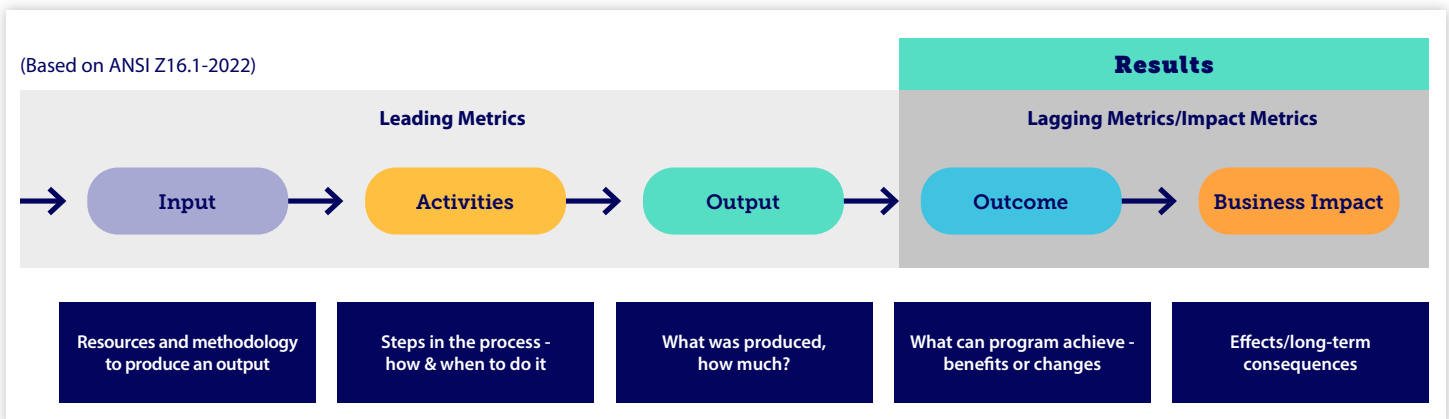 (Based on ANSI Z16.1-2022)
Results
Leading Metrics
Lagging Metrics/Impact Metrics
Input
Activities
Output
Outcome
Business Impact
Resources and methodology
to produce an output
Steps in the process -
how & when to do it
What was produced,
how much?
What can program achieve -
benefits or changes
Effects/long-term
consequences